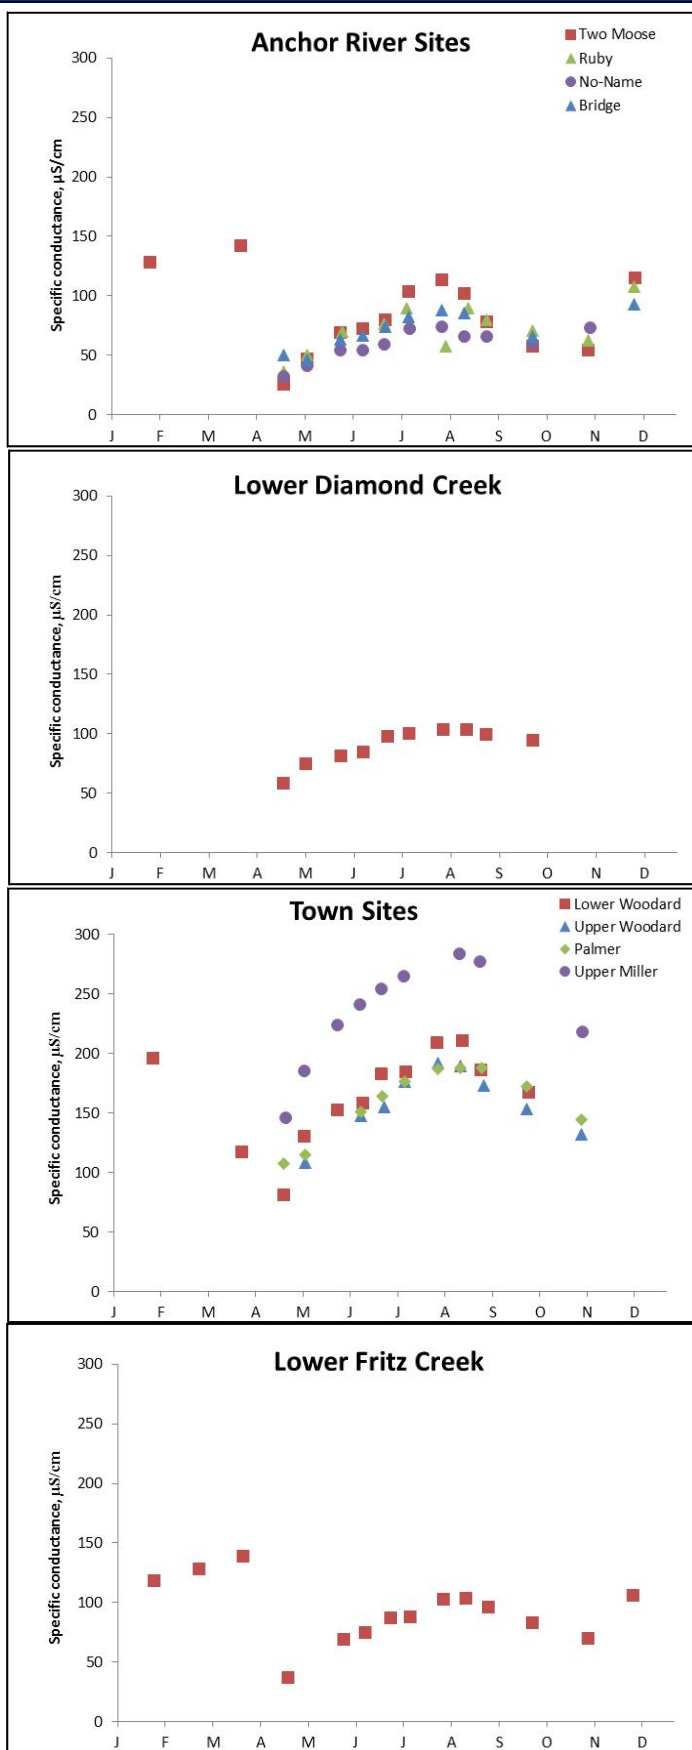 Anchor River Sites
Two Moose
Ruby
No-Name
Bridge
Specific conductance, µS/cm
300
250
200
150
100
50
0
J F M A M J J A S O N D
Lower Diamond Creek
Specific conductance, µS/cm
300
250
200
150
100
50
0
J F M A M J J A S O N D
Town Sites
Lower Woodard
Upper Woodard
Palmer
Upper Miller
Specific conductance, µS/cm
300
250
200
150
100
50
0
J F M A M J J A S O N D
Lower Fritz Creek
Specific conductance, µS/cm
300
250
200
150
100
50
0
J F M A M J J A S O N D